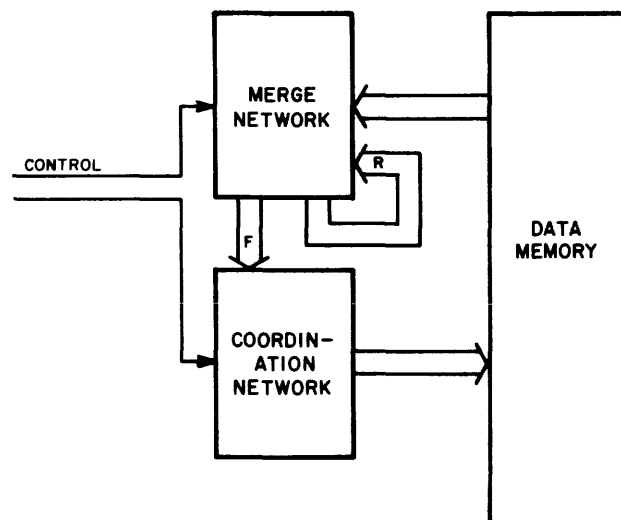 MERGE
NETWORK
CONTROL
R
F
DATA
MEMORY
COORDIN-
ATION
NETWORK